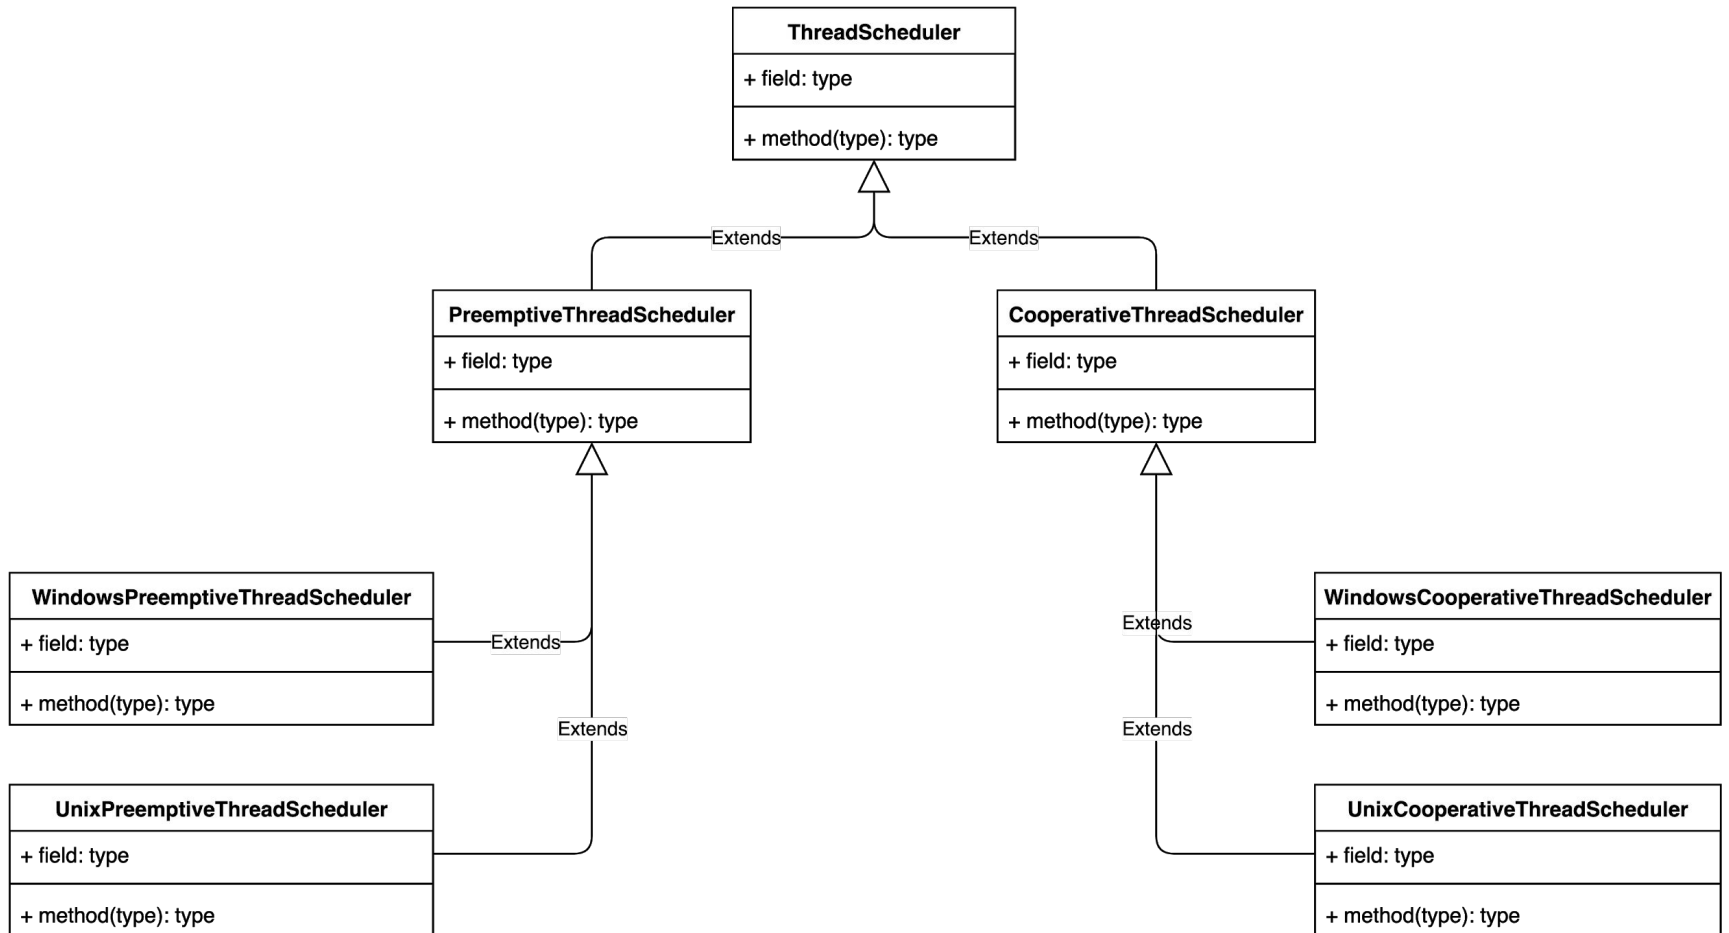 ThreadScheduler
+ field: type
+ method(type): type
Extends
Extends
PreemptiveThreadScheduler
+ field: type
+ method(type): type
CooperativeThreadScheduler
+ field: type
+ method(type): type
WindowsPreemptiveThreadScheduler
+ field: type
+ method(type): type
Extends
Extends
WindowsCooperativeThreadScheduler
+ field: type
+ method(type): type
Extends
Extends
UnixPreemptiveThreadScheduler
+ field: type
+ method(type): type
UnixCooperativeThreadScheduler
+ field: type
+ method(type): type